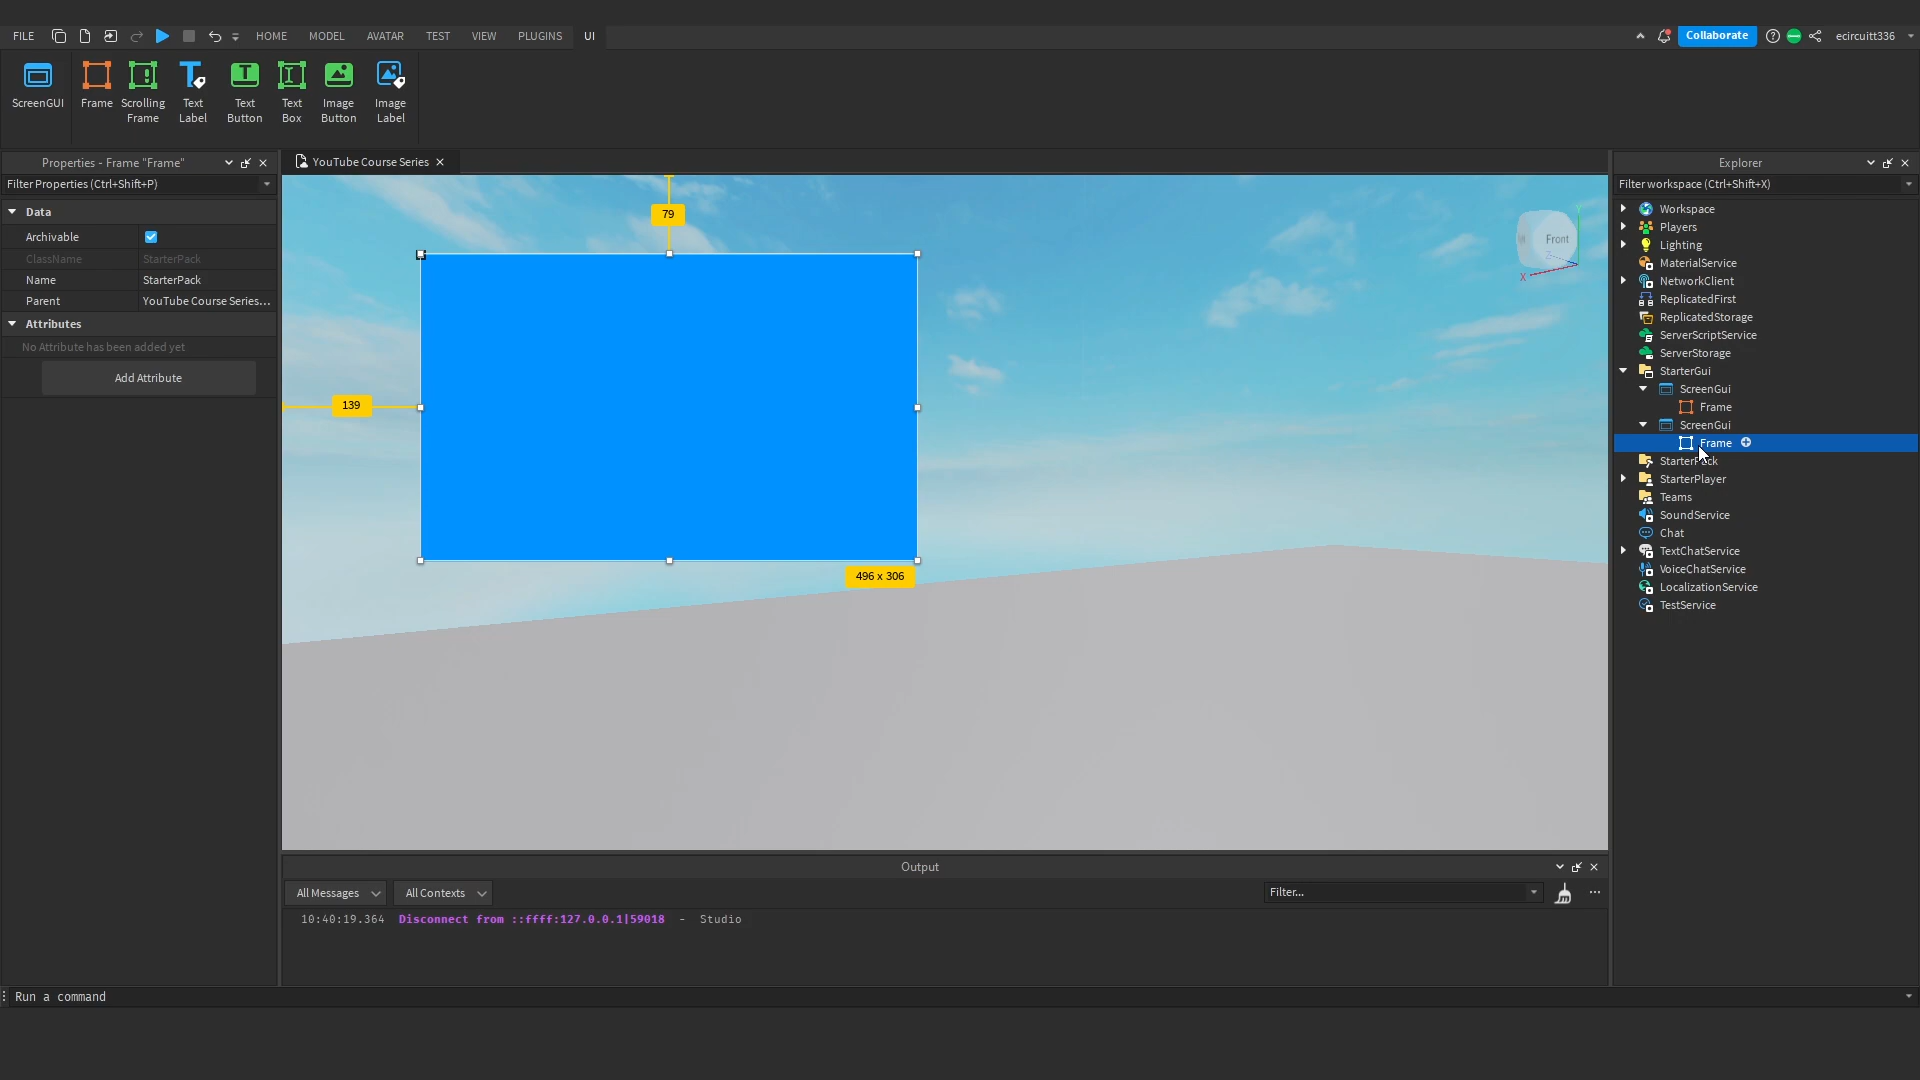 FILE HOME MODEL AVATAR TEST VIEW PLUGINS UI Collaborate ecircuitt336
ScreenGUI Frame Scrolling Frame Text Label Text Button Text Box Image Button Image Label
Properties - Frame "Frame"
Filter Properties (Ctrl+Shift+P)
Data
Archivable
ClassName StarterPack
Name StarterPack
Parent YouTube Course Series...
Attributes
No Attribute has been added yet
Add Attribute
YouTube Course Series
79
Front
Y
Z
X
139
496 x 306
Explorer
Filter workspace (Ctrl+Shift+X)
Workspace
Players
Lighting
MaterialService
NetworkClient
ReplicatedFirst
ReplicatedStorage
ServerScriptService
ServerStorage
StarterGui
ScreenGui
Frame
ScreenGui
Frame
StarterPack
StarterPlayer
Teams
SoundService
Chat
TextChatService
VoiceChatService
LocalizationService
TestService
Output
All Messages All Contexts Filter...
10:40:19.364 Disconnect from ::ffff:127.0.0.1|59018 - Studio
Run a command